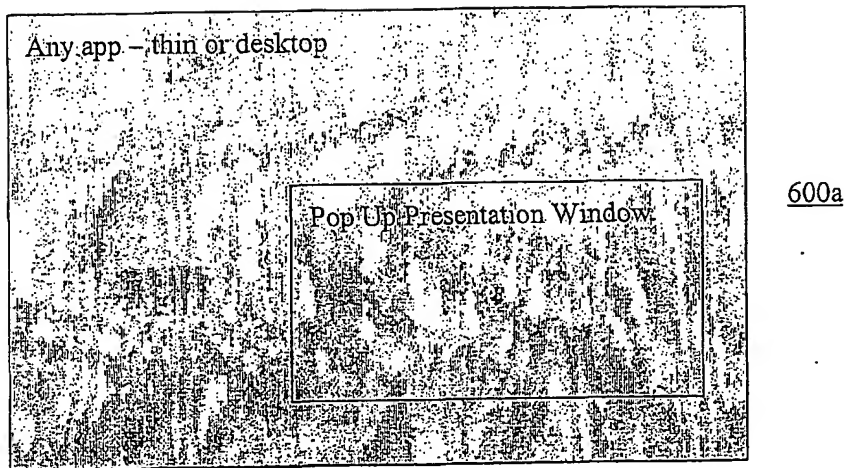 Any app – thin or desktop
Pop Up Presentation Window
600a